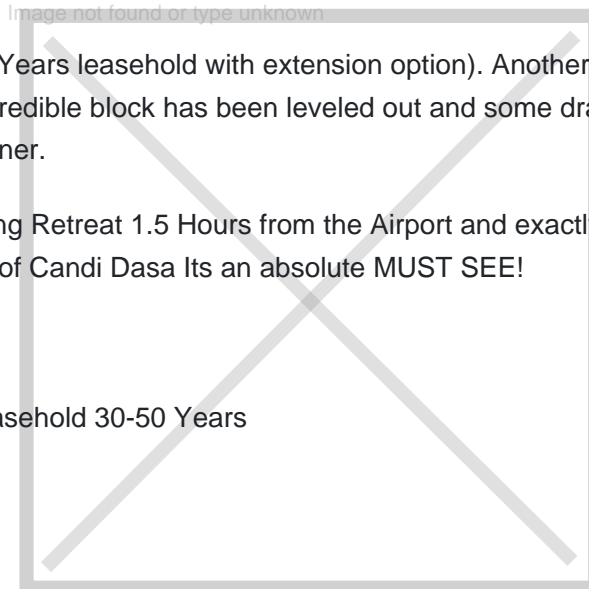 Image not found or type unknown
Years leasehold with extension option). Another
redible block has been leveled out and some dra
ner.
ng Retreat 1.5 Hours from the Airport and exactl
of Candi Dasa Its an absolute MUST SEE!
asehold 30-50 Years